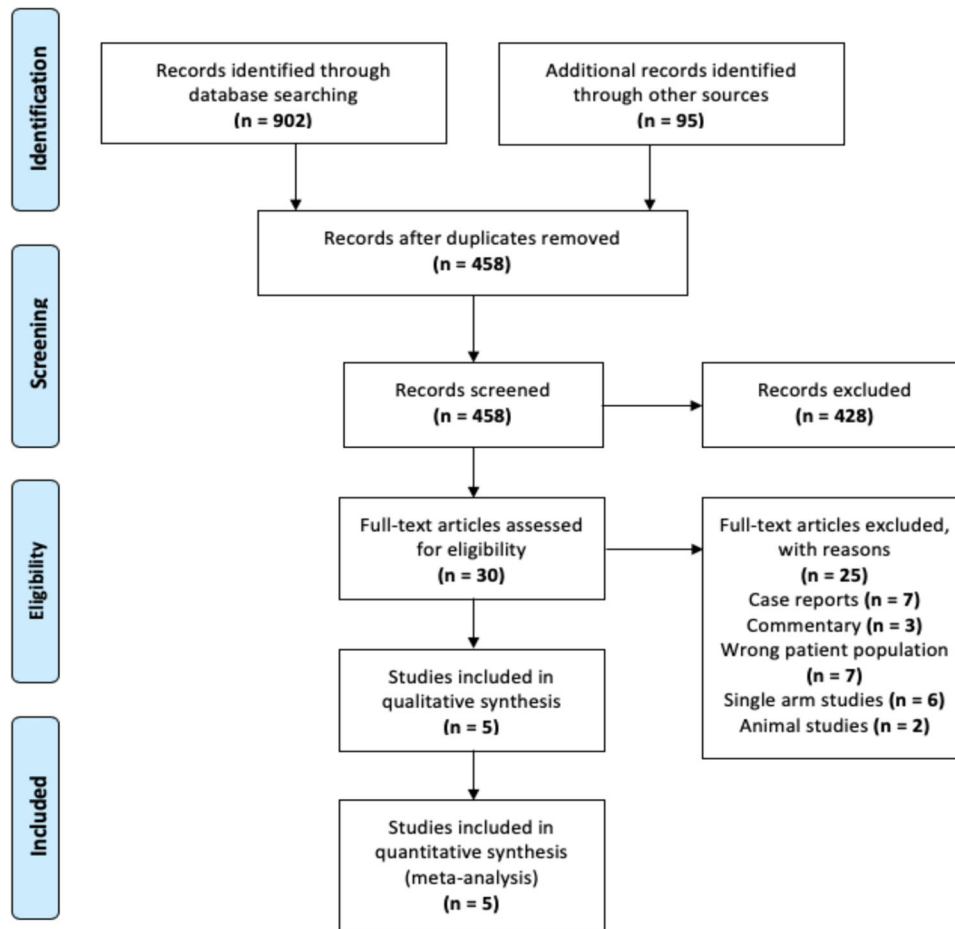 Identification
Records identified through
database searching
(n = 902)
Additional records identified
through other sources
(n = 95)
Records after duplicates removed
(n = 458)
Screening
Records screened
(n = 458)
Records excluded
(n = 428)
Eligibility
Full-text articles assessed
for eligibility
(n = 30)
Full-text articles excluded,
with reasons
(n = 25)
Case reports (n = 7)
Commentary (n = 3)
Wrong patient population
(n = 7)
Single arm studies (n = 6)
Animal studies (n = 2)
Studies included in
qualitative synthesis
(n = 5)
Included
Studies included in
quantitative synthesis
(meta-analysis)
(n = 5)